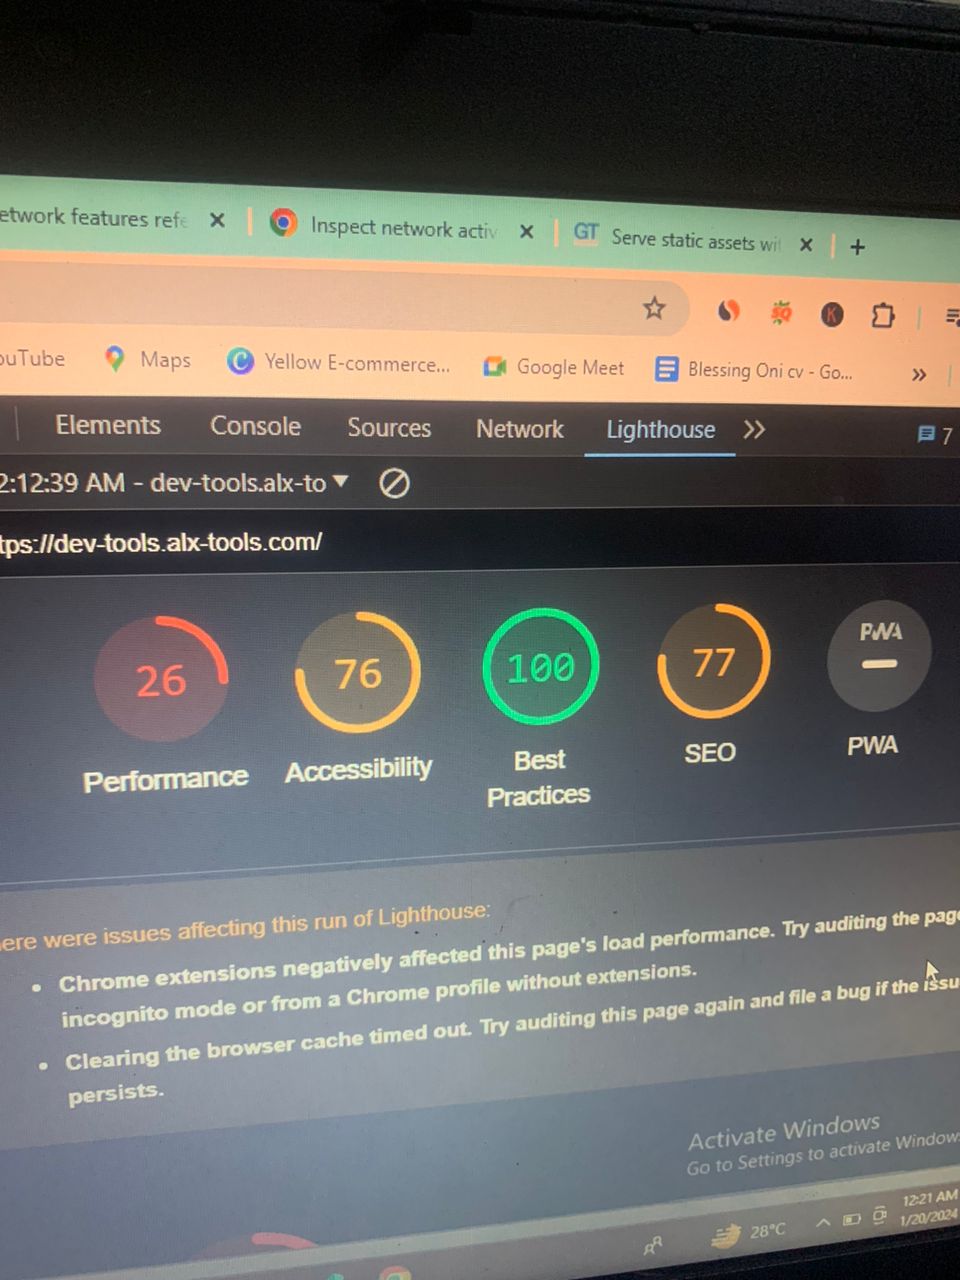 etwork features refe
Inspect network activ
GT Serve static assets wit
K
ouTube Maps Yellow E-commerce... Google Meet Blessing Oni cv - Go... »
Elements Console Sources Network Lighthouse 7
2:12:39 AM - dev-tools.alx-to
tps://dev-tools.alx-tools.com/
26 76 100 77 PWA
Performance Accessibility Best Practices SEO PWA
ere were issues affecting this run of Lighthouse:
• Chrome extensions negatively affected this page's load performance. Try auditing the page
incognito mode or from a Chrome profile without extensions.
• Clearing the browser cache timed out. Try auditing this page again and file a bug if the issu
persists.
Activate Windows
Go to Settings to activate Window
28°C
12:21 AM
1/20/2024